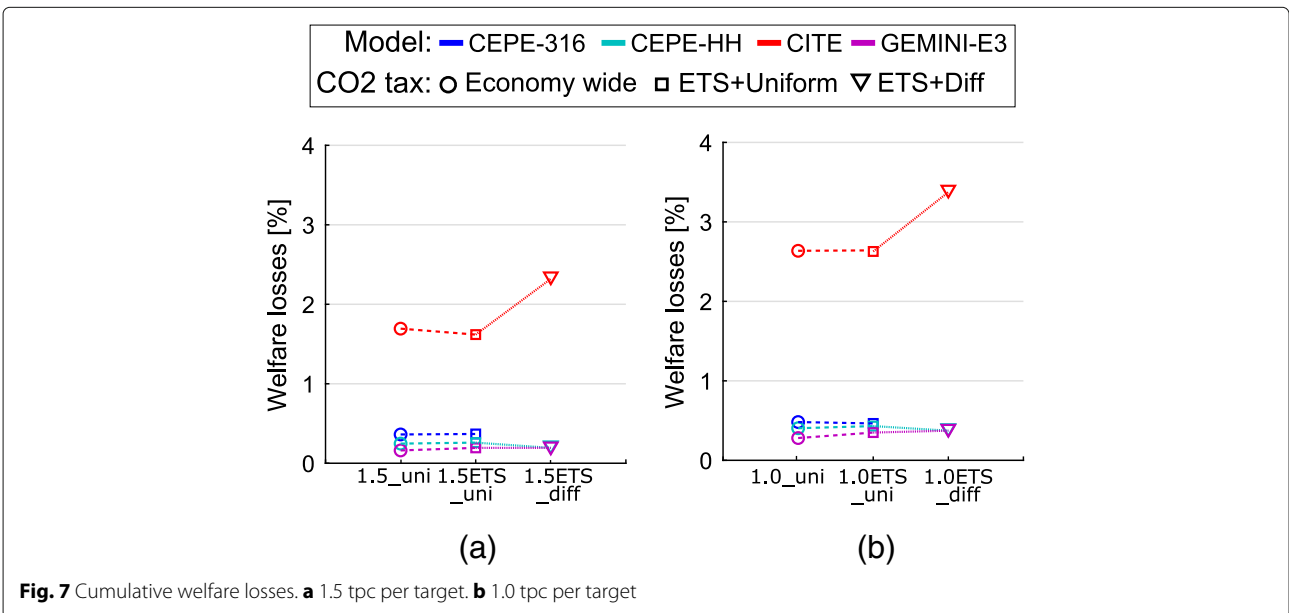 Model: CEPE-316 CEPE-HH CITE GEMINI-E3
CO2 tax: Economy wide ETS+Uniform ETS+Diff
Welfare losses [%]
4
3
2
1
0
1.5_uni 1.5ETS 1.5ETS
_uni _diff
(a)
Welfare losses [%]
4
3
2
1
0
1.0_uni 1.0ETS 1.0ETS
_uni _diff
(b)
Fig. 7 Cumulative welfare losses. a 1.5 tpc per target. b 1.0 tpc per target